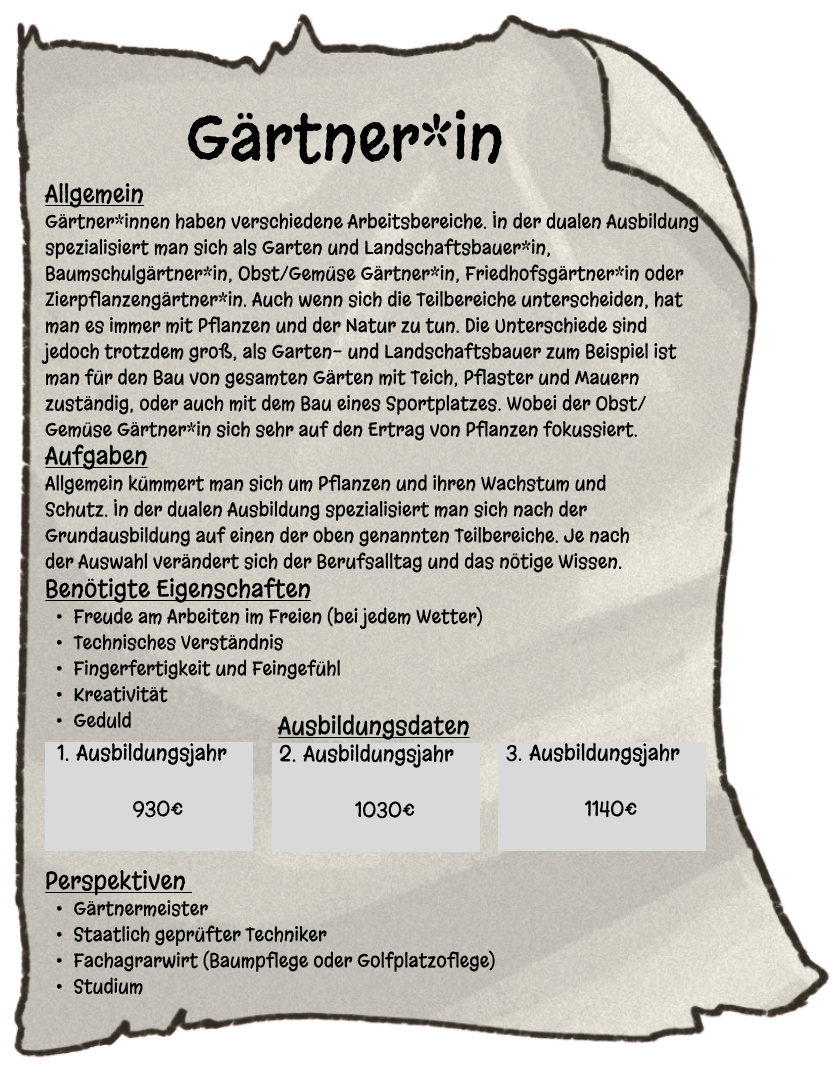 Gärtner*in
Allgemein
Gärtner*innen haben verschiedene Arbeitsbereiche. In der dualen Ausbildung
spezialisiert man sich als Garten und Landschaftsbauer*in,
Baumschulgärtner*in, Obst/Gemüse Gärtner*in, Friedhofsgärtner*in oder
Zierpflanzengärtner*in. Auch wenn sich die Teilbereiche unterscheiden, hat
man es immer mit Pflanzen und der Natur zu tun. Die Unterschiede sind
jedoch trotzdem groß, als Garten- und Landschaftsbauer zum Beispiel ist
man für den Bau von gesamten Gärten mit Teich, Pflaster und Mauern
zuständig, oder auch mit dem Bau eines Sportplatzes. Wobei der Obst/
Gemüse Gärtner*in sich sehr auf den Ertrag von Pflanzen fokussiert.
Aufgaben
Allgemein kümmert man sich um Pflanzen und ihren Wachstum und
Schutz. In der dualen Ausbildung spezialisiert man sich nach der
Grundausbildung auf einen der oben genannten Teilbereiche. Je nach
der Auswahl verändert sich der Berufsalltag und das nötige Wissen.
Benötigte Eigenschaften
• Freude am Arbeiten im Freien (bei jedem Wetter)
• Technisches Verständnis
• Fingerfertigkeit und Feingefühl
• Kreativität
• Geduld
Ausbildungsdaten
1. Ausbildungsjahr
930€
2. Ausbildungsjahr
1030€
3. Ausbildungsjahr
1140€
Perspektiven
• Gärtnermeister
• Staatlich geprüfter Techniker
• Fachagrarwirt (Baumpflege oder Golfplatzoflege)
• Studium